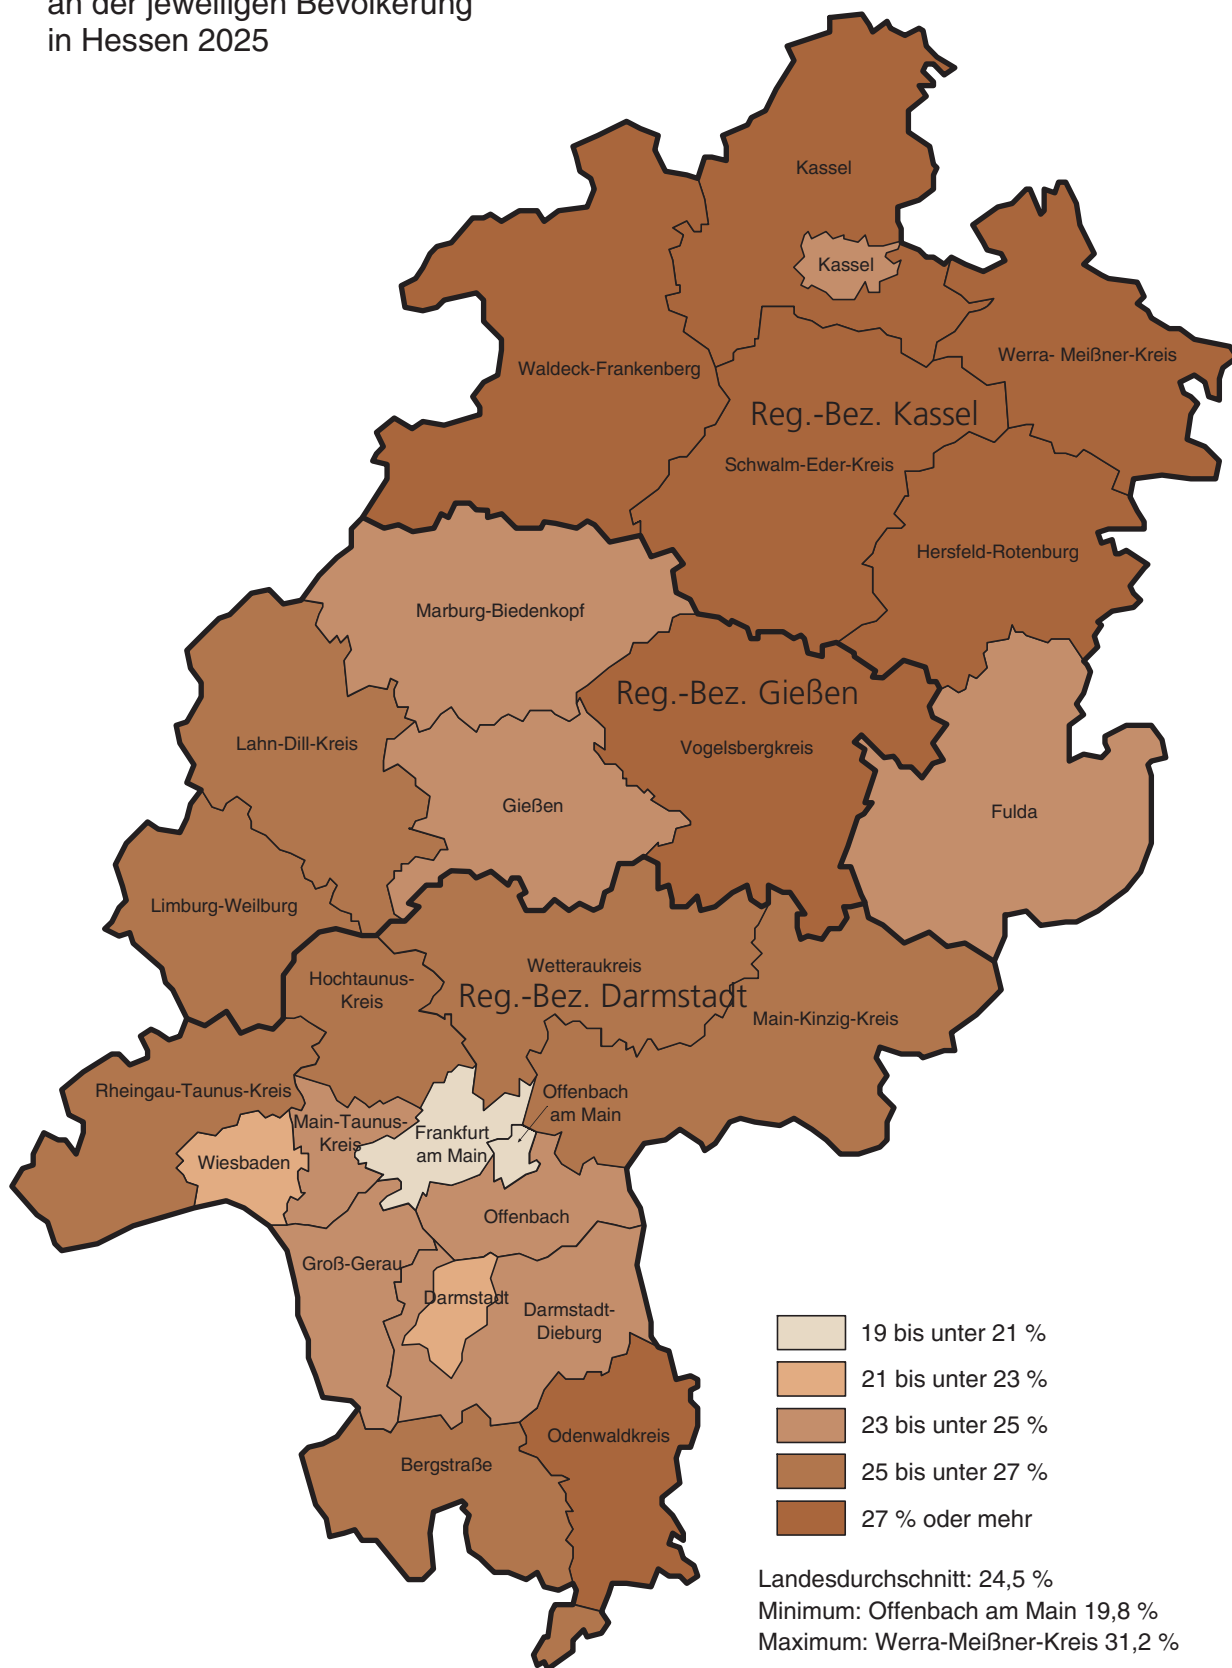 an der jeweiligen Bevölkerung
in Hessen 2025
Kassel
Kassel
Waldeck-Frankenberg
Werra- Meißner-Kreis
Reg.-Bez. Kassel
Schwalm-Eder-Kreis
Hersfeld-Rotenburg
Marburg-Biedenkopf
Reg.-Bez. Gießen
Lahn-Dill-Kreis
Vogelsbergkreis
Gießen
Fulda
Limburg-Weilburg
Wetteraukreis
Hochtaunus-
Kreis
Reg.-Bez. Darmstadt
Main-Kinzig-Kreis
Rheingau-Taunus-Kreis
Offenbach
am Main
Main-Taunus-
Kreis
Frankfurt
am Main
Wiesbaden
Offenbach
Groß-Gerau
Darmstadt
Darmstadt-
Dieburg
Odenwaldkreis
Bergstraße
19 bis unter 21 %
21 bis unter 23 %
23 bis unter 25 %
25 bis unter 27 %
27 % oder mehr
Landesdurchschnitt: 24,5 %
Minimum: Offenbach am Main 19,8 %
Maximum: Werra-Meißner-Kreis 31,2 %